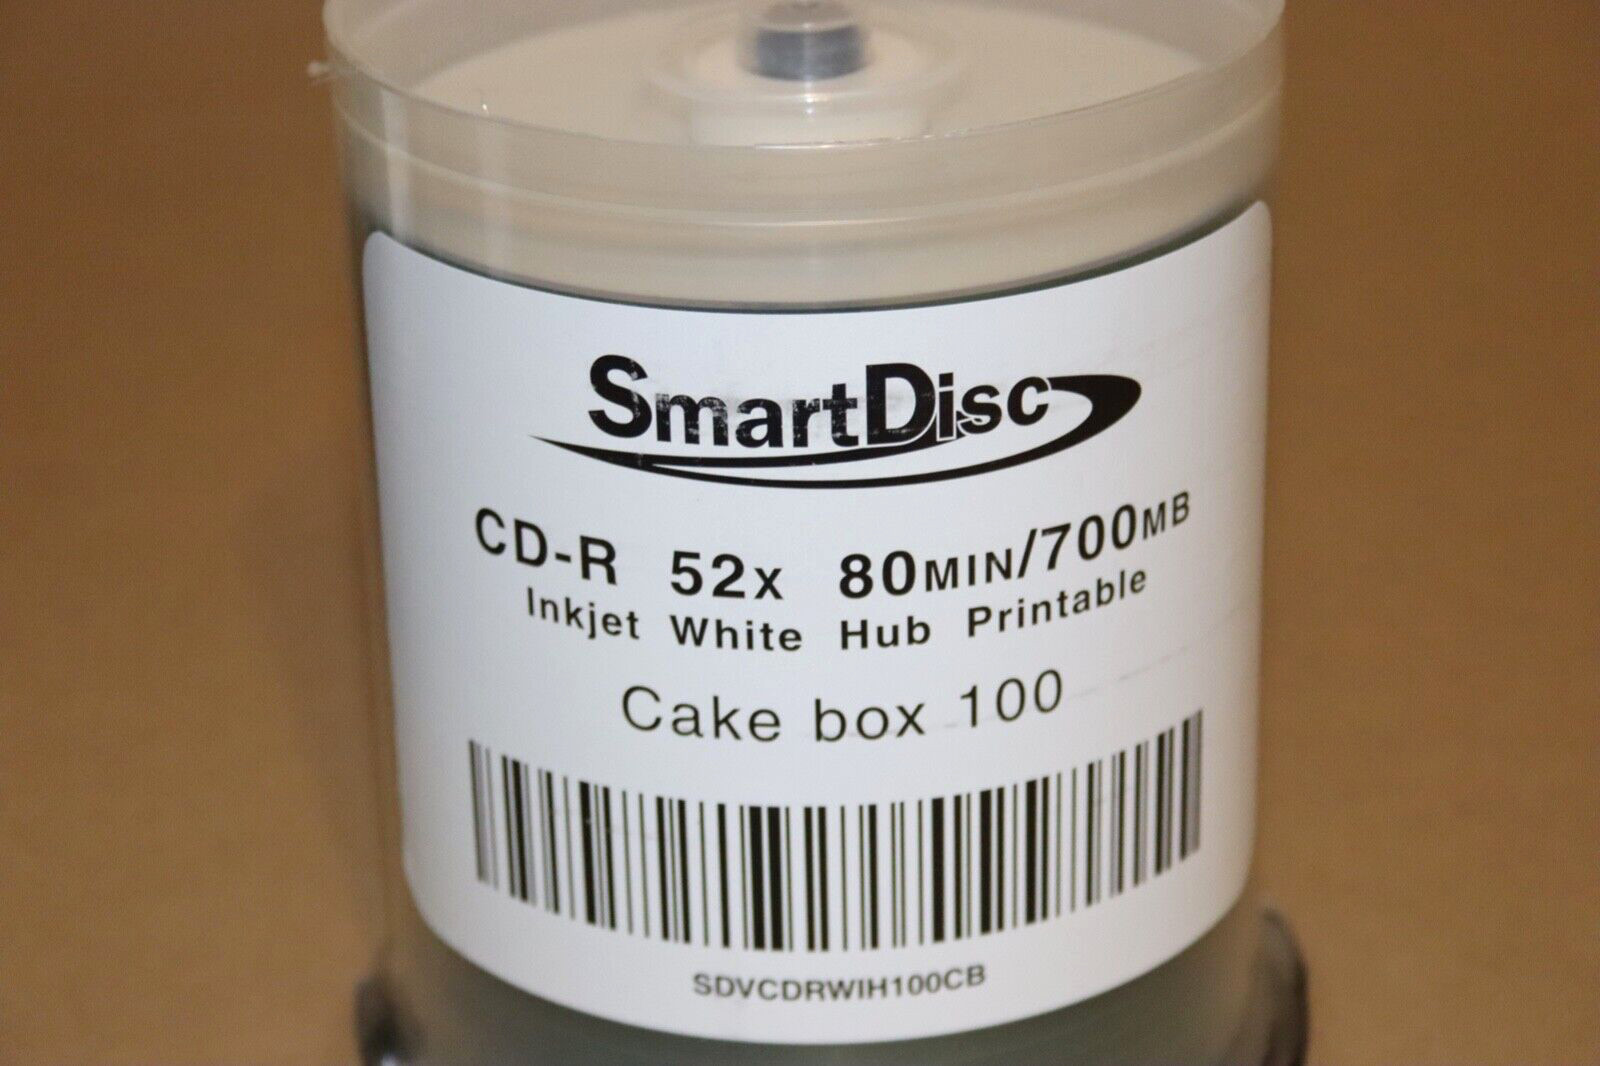 SmartDisc
CD-R 52x 80MIN/700MB
Inkjet White Hub Printable
Cake box 100
SDVCDRWIH100CB